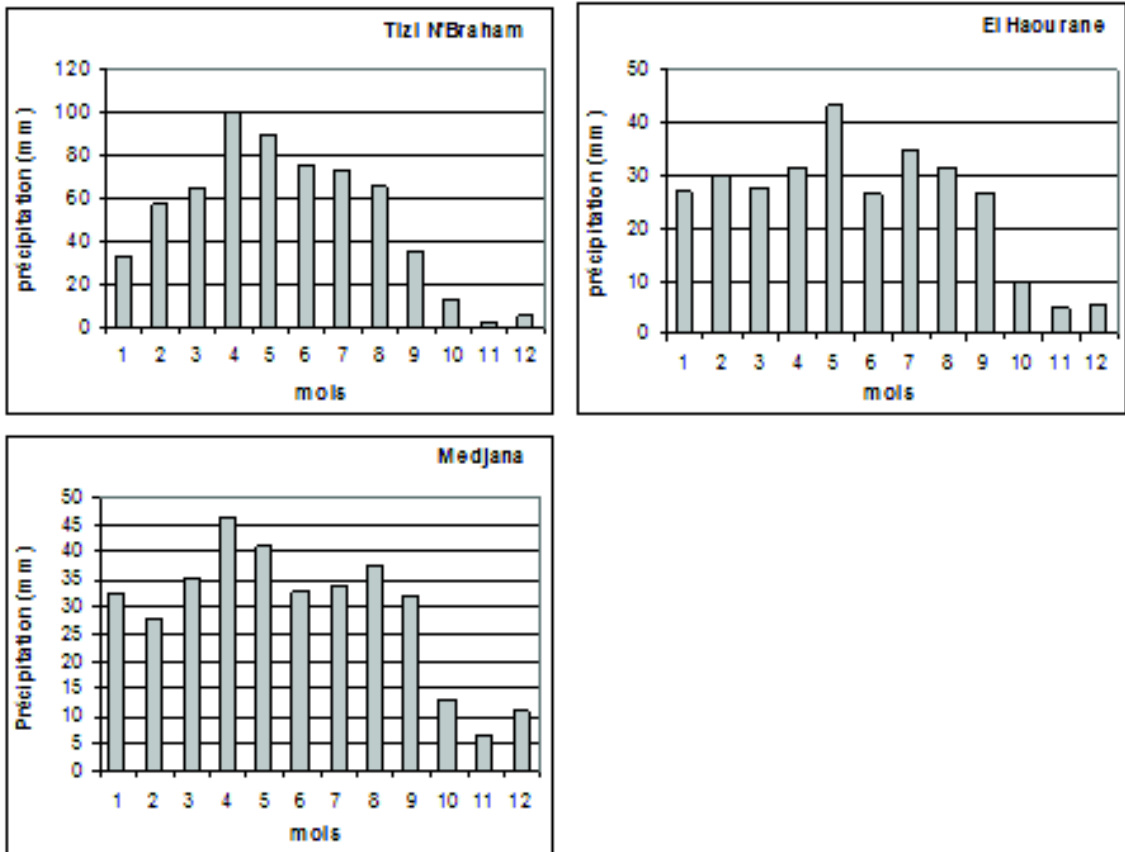 Tizi N'Braham
précipitation (mm)
120
100
80
60
40
20
0
1 2 3 4 5 6 7 8 9 10 11 12
mois
El Haourane
précipitation (mm)
50
40
30
20
10
0
1 2 3 4 5 6 7 8 9 10 11 12
mois
Medjana
Précipitation (mm)
50
45
40
35
30
25
20
15
10
5
0
1 2 3 4 5 6 7 8 9 10 11 12
mois